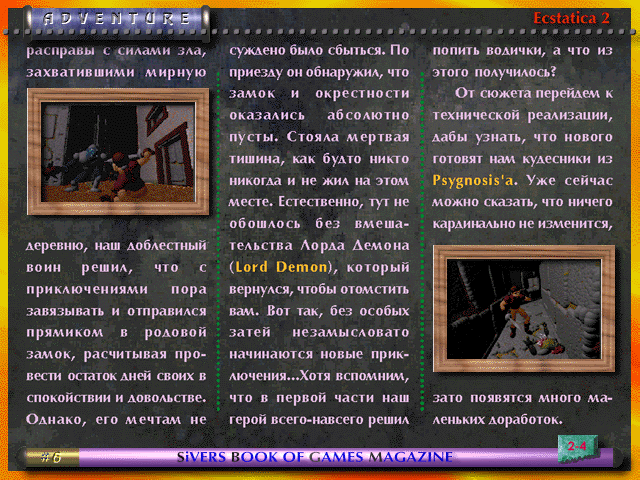 ADVENTURE
Ecstatica 2
расправы с силами зла,
захватившими мирную
деревню, наш доблестный
воин решил, что с
приключениями пора
завязывать и отправился
прямиком в родовой
замок, расчитывая про-
вести остаток дней своих в
спокойствии и довольстве.
Однако, его мечтам не
суждено было сбыться. По
приезду он обнаружил, что
замок и окрестности
оказались абсолютно
пусты. Стояла мертвая
тишина, как будто никто
никогда и не жил на этом
месте. Естественно, тут не
обошлось без вмеша-
тельства Лорда Демона
(Lord Demon), который
вернулся, чтобы отомстить
вам. Вот так, без особых
затей незамысловато
начинаются новые прик-
лючения...Хотя вспомним,
что в первой части наш
герой всего-навсего решил
попить водички, а что из
этого получилось?
От сюжета перейдем к
технической реализации,
дабы узнать, что нового
готовят нам кудесники из
Psygnosis'а. Уже сейчас
можно сказать, что ничего
кардинально не изменится,
зато появятся много ма-
леньких доработок.
#6
SiVERS BOOK OF GAMES MAGAZINE
2-4